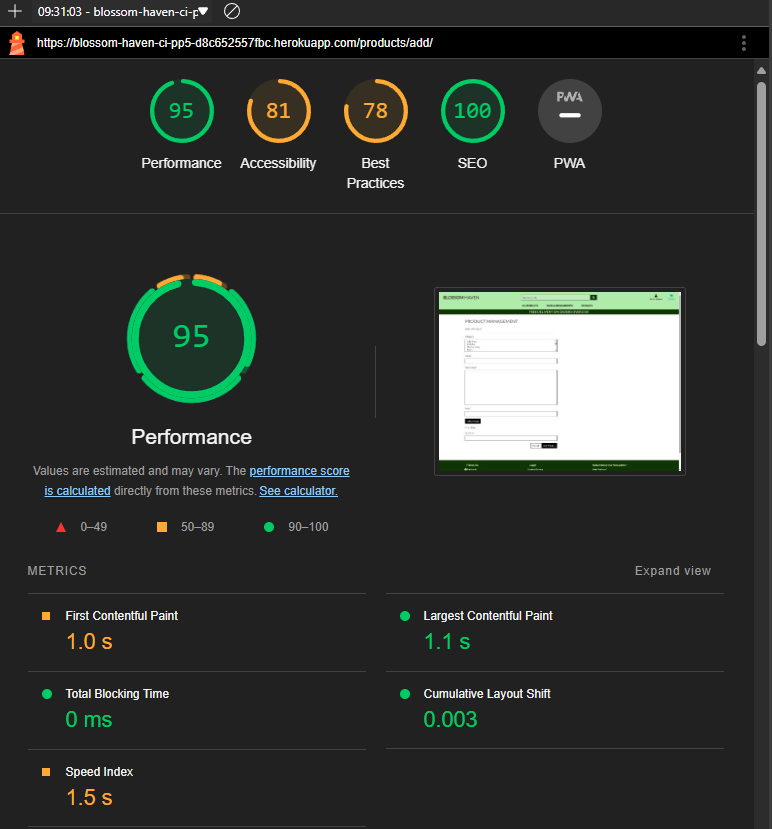 09:31:03 - blossom-haven-ci-p
https://blossom-haven-ci-pp5-d8c652557fbc.herokuapp.com/products/add/
95 81 78 100 PWA
Performance Accessibility Best Practices SEO PWA
95
BLOSSOMHAVEN
PRODUCT MANAGEMENT
Performance
Values are estimated and may vary. The performance score
is calculated directly from these metrics. See calculator.
0–49 50–89 90–100
METRICS Expand view
First Contentful Paint Largest Contentful Paint
1.0 s 1.1 s
Total Blocking Time Cumulative Layout Shift
0 ms 0.003
Speed Index
1.5 s